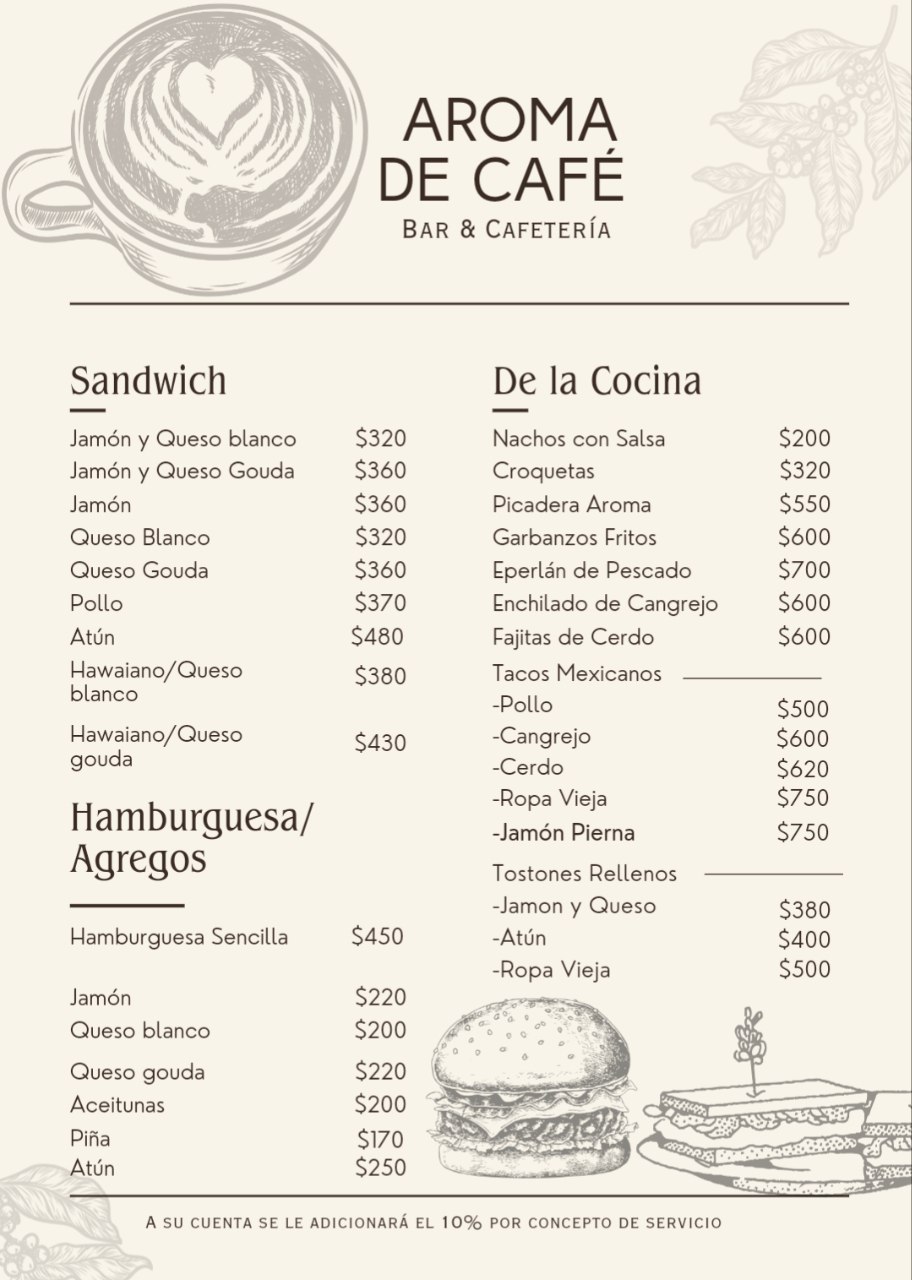 AROMA
DE CAFÉ
BAR & CAFETERÍA
Sandwich
Jamón y Queso blanco $320
Jamón y Queso Gouda $360
Jamón $360
Queso Blanco $320
Queso Gouda $360
Pollo $370
Atún $480
Hawaiano/Queso
blanco $380
Hawaiano/Queso
gouda $430
Hamburguesa/
Agregos
Hamburguesa Sencilla $450
Jamón $220
Queso blanco $200
Queso gouda $220
Aceitunas $200
Piña $170
Atún $250
De la Cocina
Nachos con Salsa $200
Croquetas $320
Picadera Aroma $550
Garbanzos Fritos $600
Eperlán de Pescado $700
Enchilado de Cangrejo $600
Fajitas de Cerdo $600
Tacos Mexicanos
-Pollo $500
-Cangrejo $600
-Cerdo $620
-Ropa Vieja $750
-Jamón Pierna $750
Tostones Rellenos
-Jamon y Queso $380
-Atún $400
-Ropa Vieja $500
A SU CUENTA SE LE ADICIONARÁ EL 10% POR CONCEPTO DE SERVICIO